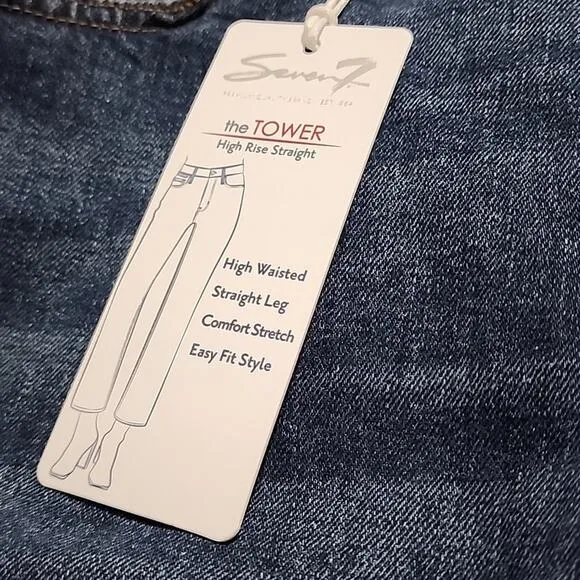 Seven7
the TOWER
High Rise Straight
High Waisted
Straight Leg
Comfort Stretch
Easy Fit Style